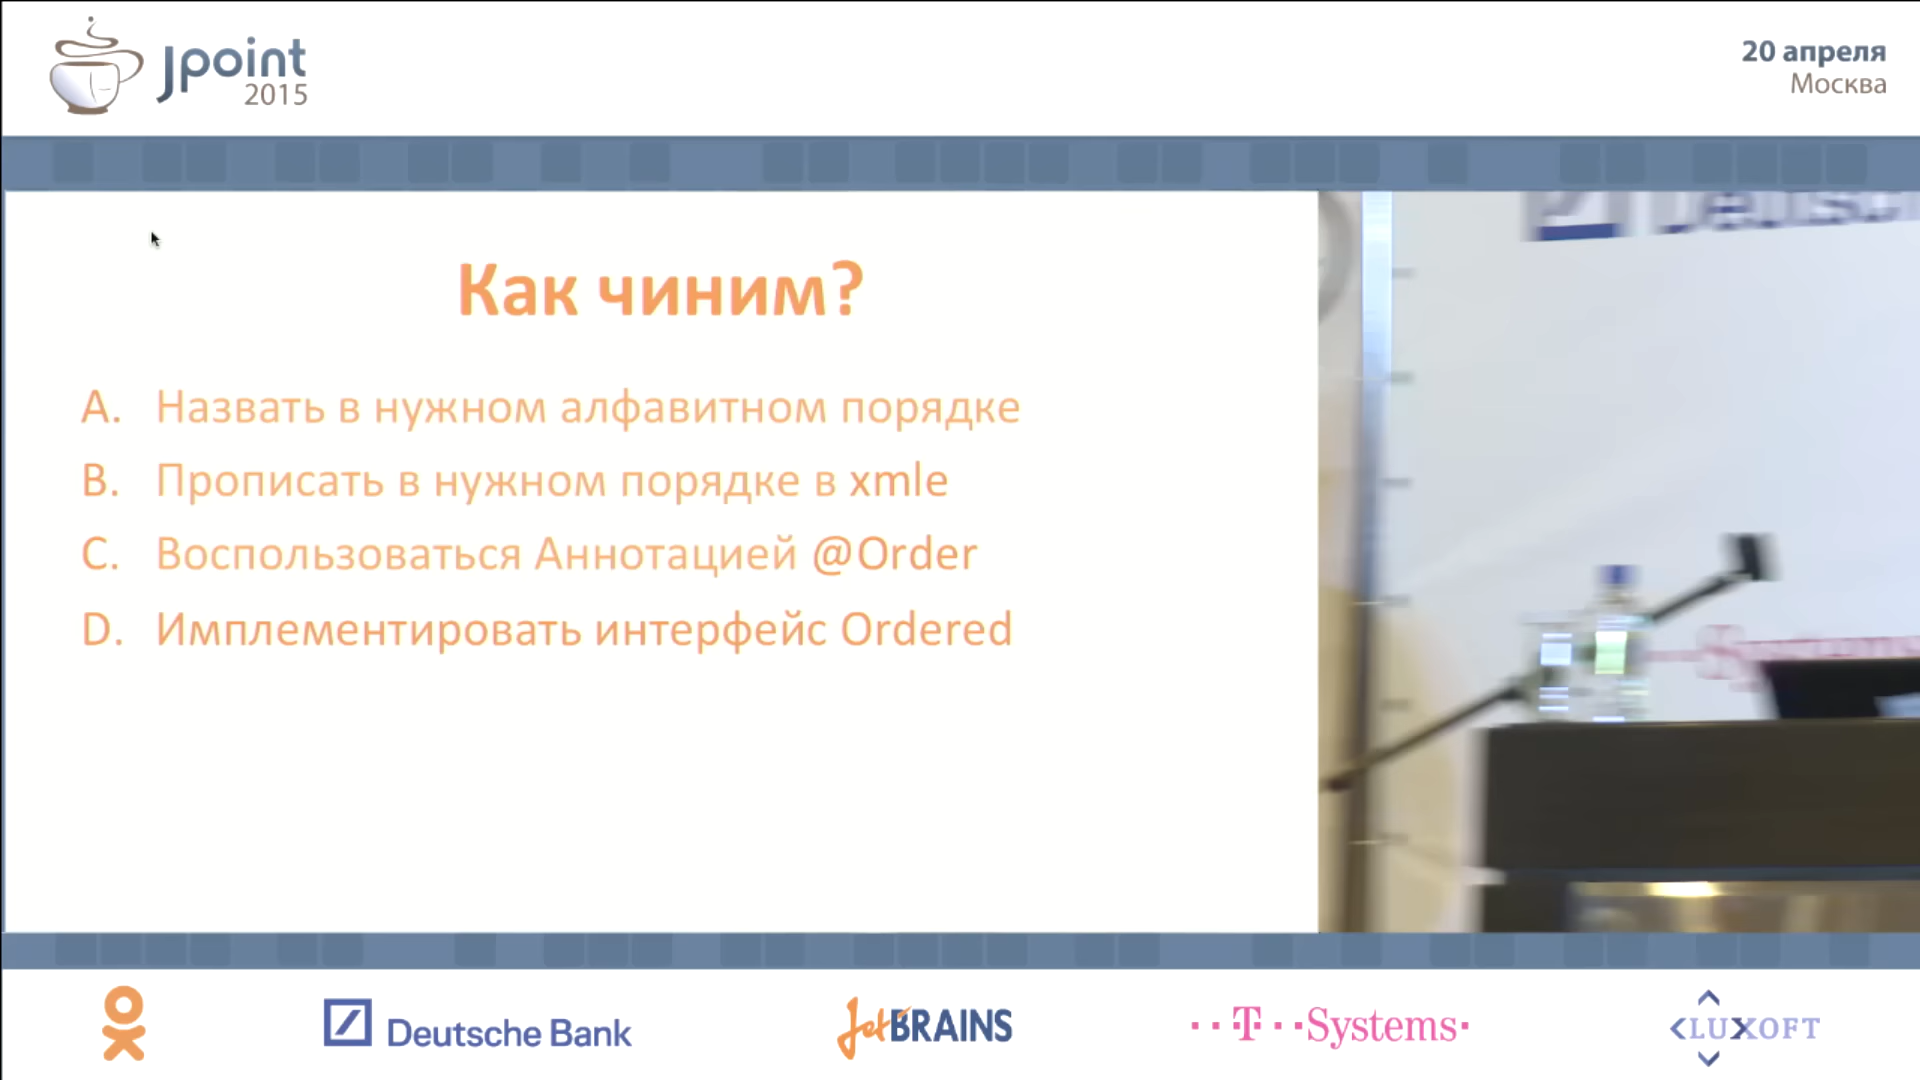 Jpoint
2015
20 апреля
Москва
Как чиним?
A. Назвать в нужном алфавитном порядке
B. Прописать в нужном порядке в xmle
C. Воспользоваться Аннотацией @Order
D. Имплементировать интерфейс Ordered
Deutsche Bank
JetBRAINS
··T··Systems·
LUXOFT